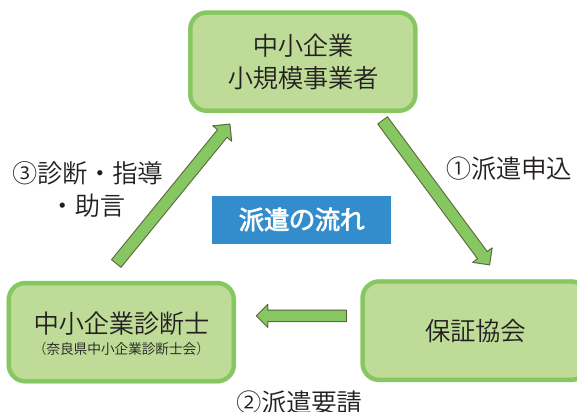 中小企業
小規模事業者
③診断・指導
・助言
①派遣申込
派遣の流れ
中小企業診断士
（奈良県中小企業診断士会）
保証協会
②派遣要請